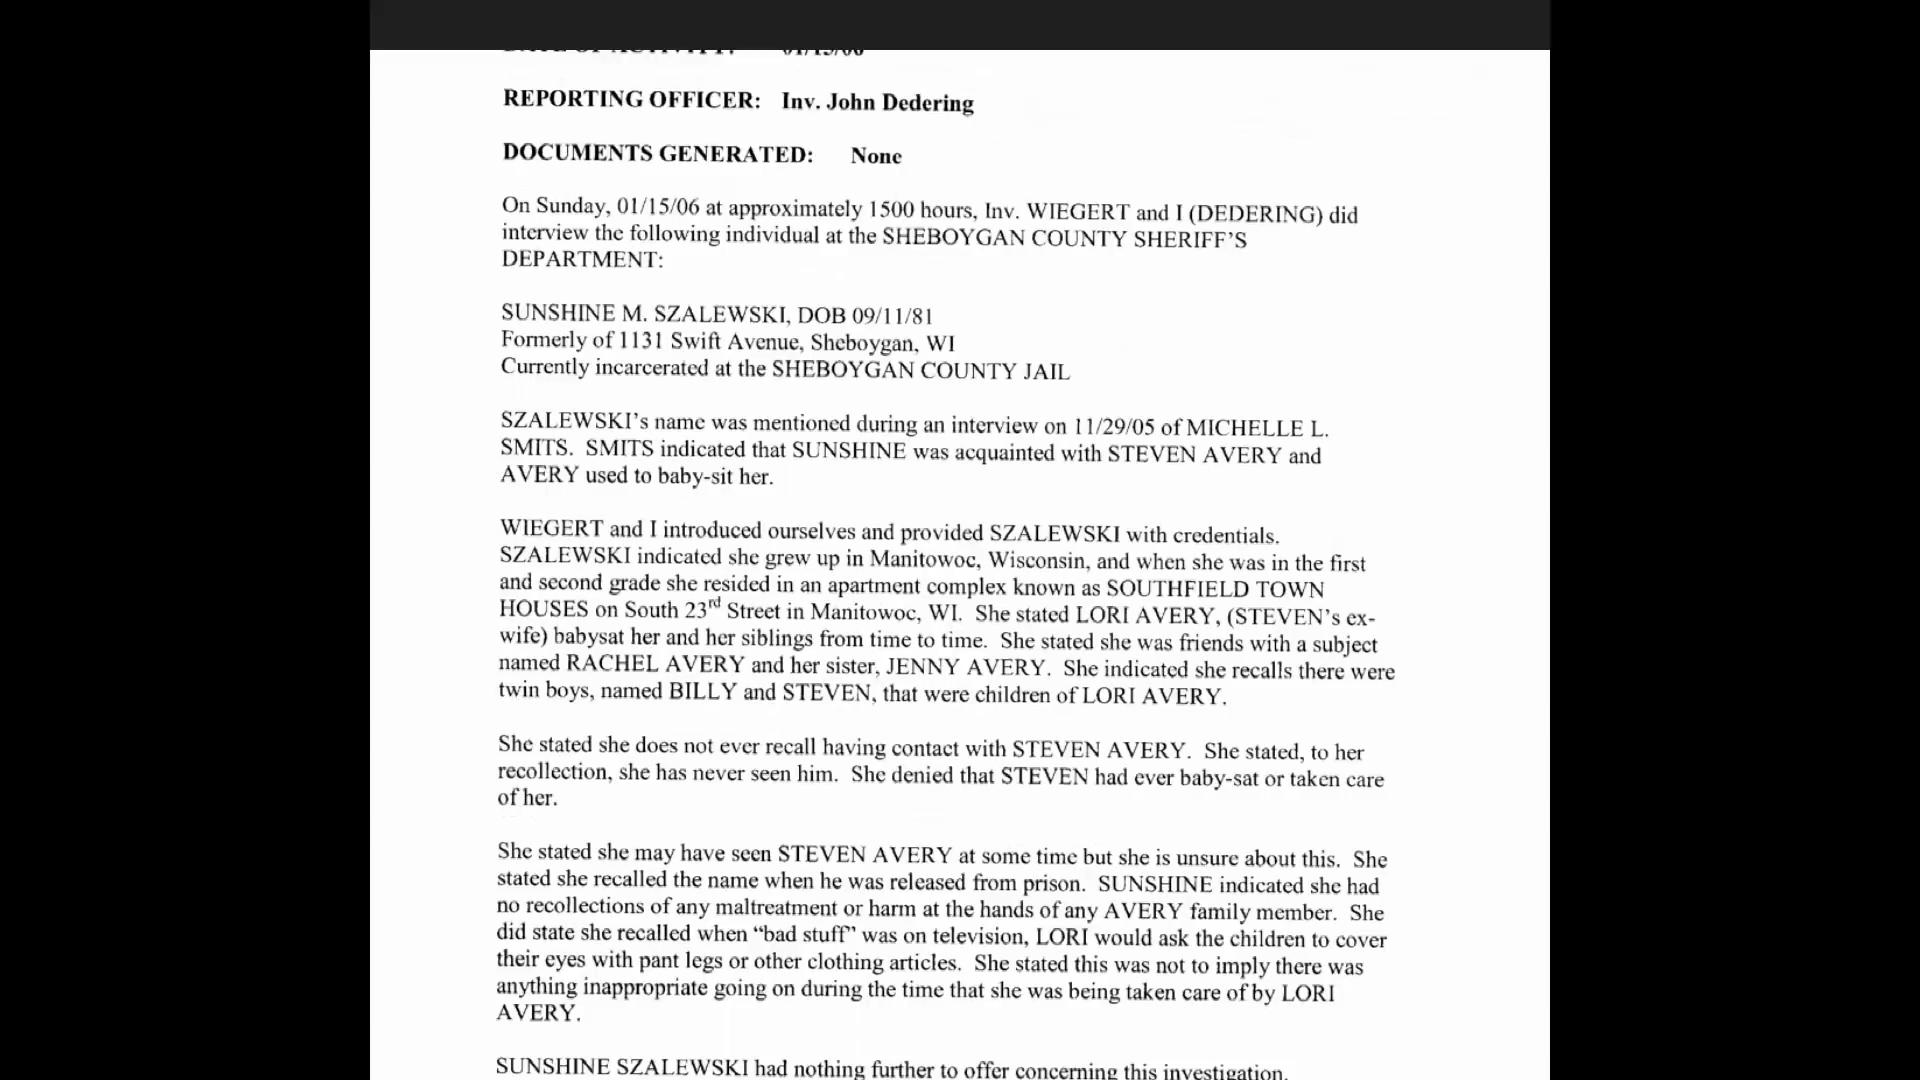 DATE OF ACTIVITY: 01/15/06
REPORTING OFFICER: Inv. John Dedering
DOCUMENTS GENERATED: None
On Sunday, 01/15/06 at approximately 1500 hours, Inv. WIEGERT and I (DEDERING) did
interview the following individual at the SHEBOYGAN COUNTY SHERIFF'S
DEPARTMENT:
SUNSHINE M. SZALEWSKI, DOB 09/11/81
Formerly of 1131 Swift Avenue, Sheboygan, WI
Currently incarcerated at the SHEBOYGAN COUNTY JAIL
SZALEWSKI's name was mentioned during an interview on 11/29/05 of MICHELLE L.
SMITS. SMITS indicated that SUNSHINE was acquainted with STEVEN AVERY and
AVERY used to baby-sit her.
WIEGERT and I introduced ourselves and provided SZALEWSKI with credentials.
SZALEWSKI indicated she grew up in Manitowoc, Wisconsin, and when she was in the first
and second grade she resided in an apartment complex known as SOUTHFIELD TOWN
HOUSES on South 23rd Street in Manitowoc, WI. She stated LORI AVERY, (STEVEN's ex-
wife) babysat her and her siblings from time to time. She stated she was friends with a subject
named RACHEL AVERY and her sister, JENNY AVERY. She indicated she recalls there were
twin boys, named BILLY and STEVEN, that were children of LORI AVERY.
She stated she does not ever recall having contact with STEVEN AVERY. She stated, to her
recollection, she has never seen him. She denied that STEVEN had ever baby-sat or taken care
of her.
She stated she may have seen STEVEN AVERY at some time but she is unsure about this. She
stated she recalled the name when he was released from prison. SUNSHINE indicated she had
no recollections of any maltreatment or harm at the hands of any AVERY family member. She
did state she recalled when "bad stuff" was on television, LORI would ask the children to cover
their eyes with pant legs or other clothing articles. She stated this was not to imply there was
anything inappropriate going on during the time that she was being taken care of by LORI
AVERY.
SUNSHINE SZALEWSKI had nothing further to offer concerning this investigation.